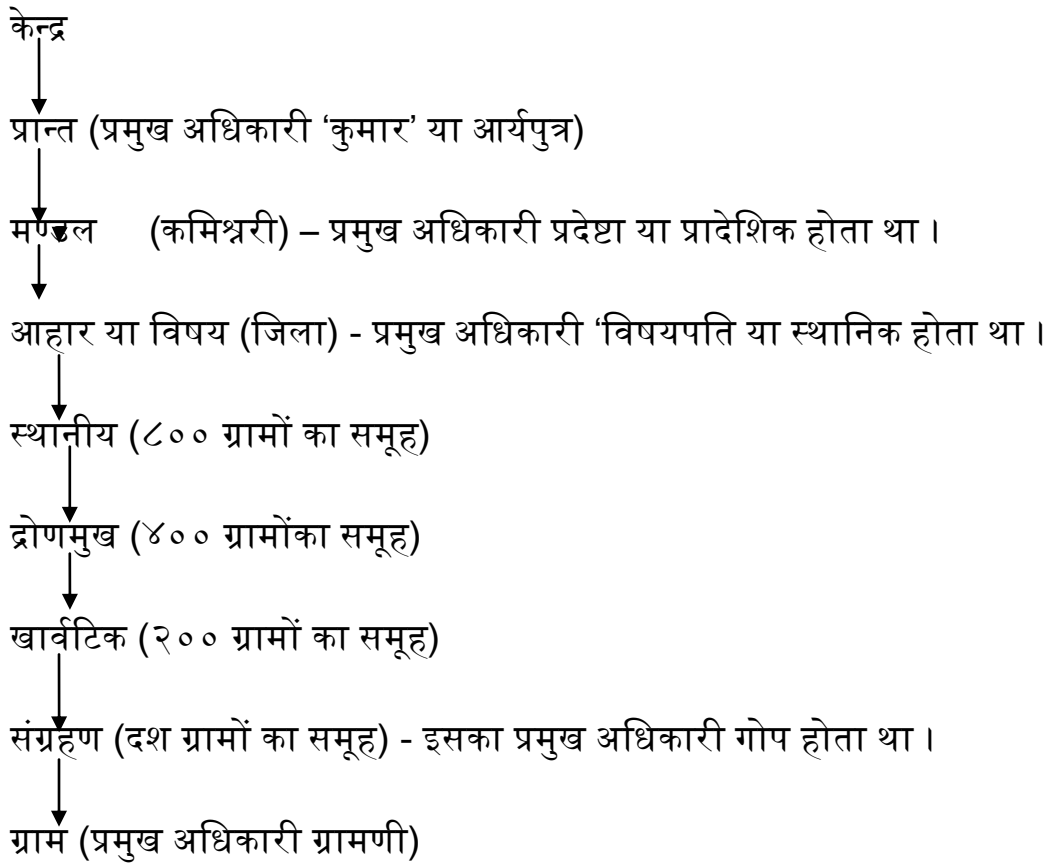 केन्द्र
प्रान्त (प्रमुख अधिकारी ‘कुमार’ या आर्यपुत्र)
मण्डल (कमिश्नरी) – प्रमुख अधिकारी प्रदेष्टा या प्रादेशिक होता था ।
आहार या विषय (जिला) - प्रमुख अधिकारी ‘विषयपति या स्थानिक होता था ।
स्थानीय (८०० ग्रामों का समूह)
द्रोणमुख (४०० ग्रामोंका समूह)
खार्वटिक (२०० ग्रामों का समूह)
संग्रहण (दश ग्रामों का समूह) - इसका प्रमुख अधिकारी गोप होता था ।
ग्राम (प्रमुख अधिकारी ग्रामणी)